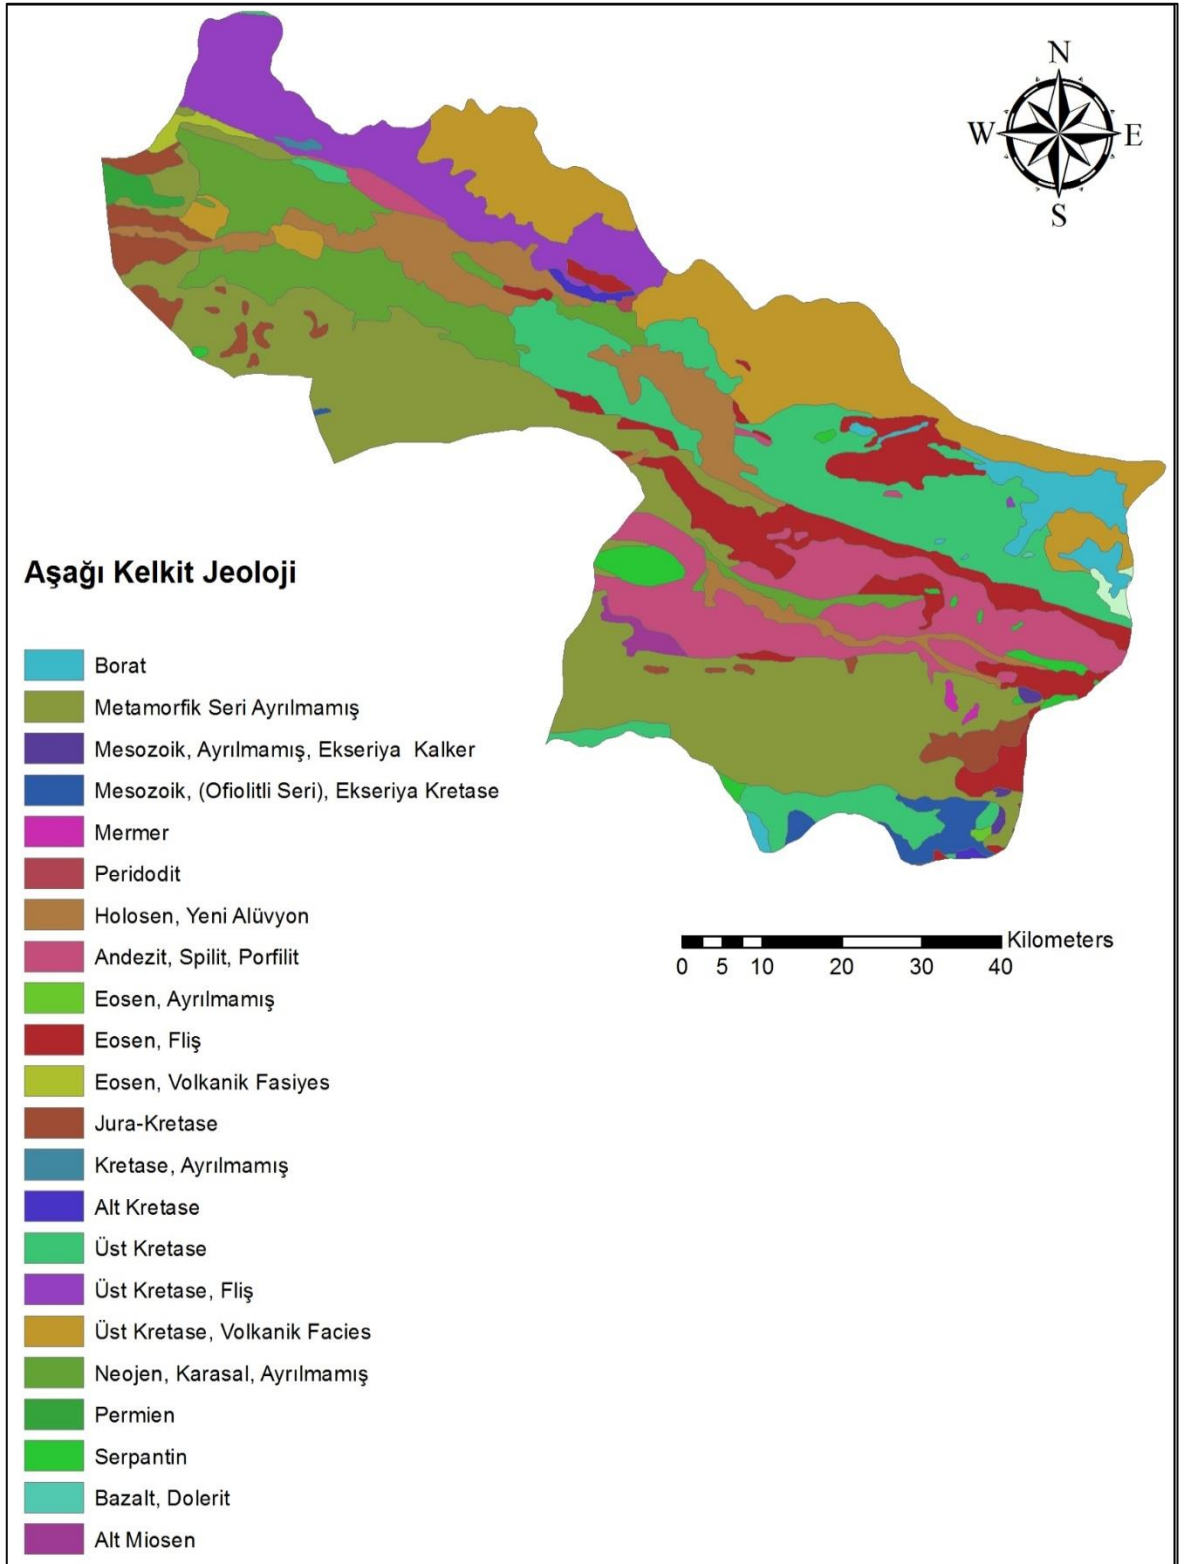 N
W E
S
Aşağı Kelkit Jeoloji
Borat
Metamorfik Seri Ayrılmamış
Mesozoik, Ayrılmamış, Ekseriya Kalker
Mesozoik, (Ofiolitli Seri), Ekseriya Kretase
Mermer
Peridodit
Holosen, Yeni Alüvyon
Andezit, Spilit, Porfilit
Eosen, Ayrılmamış
Eosen, Fliş
Eosen, Volkanik Fasiyes
Jura-Kretase
Kretase, Ayrılmamış
Alt Kretase
Üst Kretase
Üst Kretase, Fliş
Üst Kretase, Volkanik Facies
Neojen, Karasal, Ayrılmamış
Permien
Serpantin
Bazalt, Dolerit
Alt Miosen
Kilometers
0 5 10 20 30 40